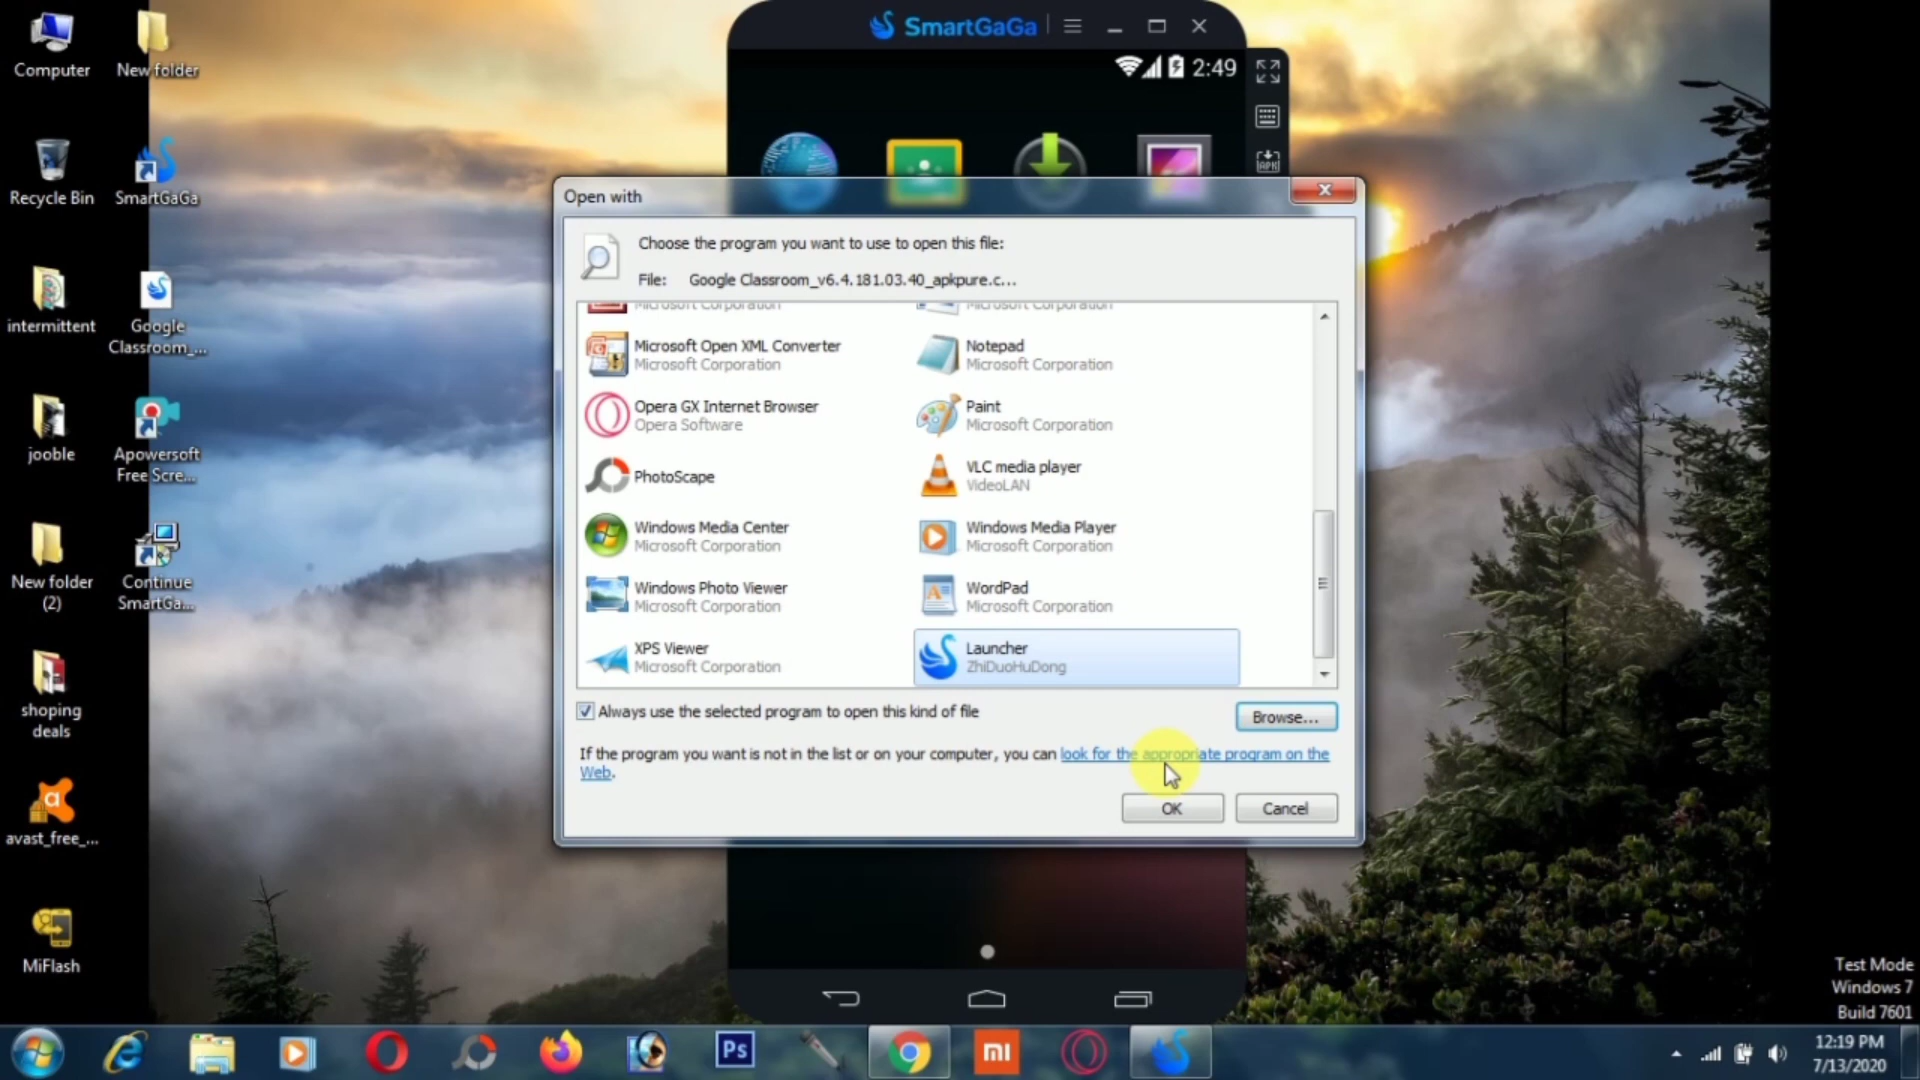 Computer
New folder
Recycle Bin
SmartGaGa
intermittent
Google
Classroom_...
jooble
Apowersoft
Free Scre...
New folder
(2)
Continue
SmartGa...
shoping
deals
avast_free_...
MiFlash
SmartGaGa
2:49
APK
Open with
Choose the program you want to use to open this file:
File: Google Classroom_v6.4.181.03.40_apkpure.c...
Microsoft Corporation
Microsoft Corporation
Microsoft Open XML Converter
Microsoft Corporation
Notepad
Microsoft Corporation
Opera GX Internet Browser
Opera Software
Paint
Microsoft Corporation
PhotoScape
VLC media player
VideoLAN
Windows Media Center
Microsoft Corporation
Windows Media Player
Microsoft Corporation
Windows Photo Viewer
Microsoft Corporation
WordPad
Microsoft Corporation
XPS Viewer
Microsoft Corporation
Launcher
ZhiDuoHuDong
Always use the selected program to open this kind of file
Browse...
If the program you want is not in the list or on your computer, you can look for the appropriate program on the
Web.
OK
Cancel
Test Mode
Windows 7
Build 7601
Ps
mi
12:19 PM
7/13/2020